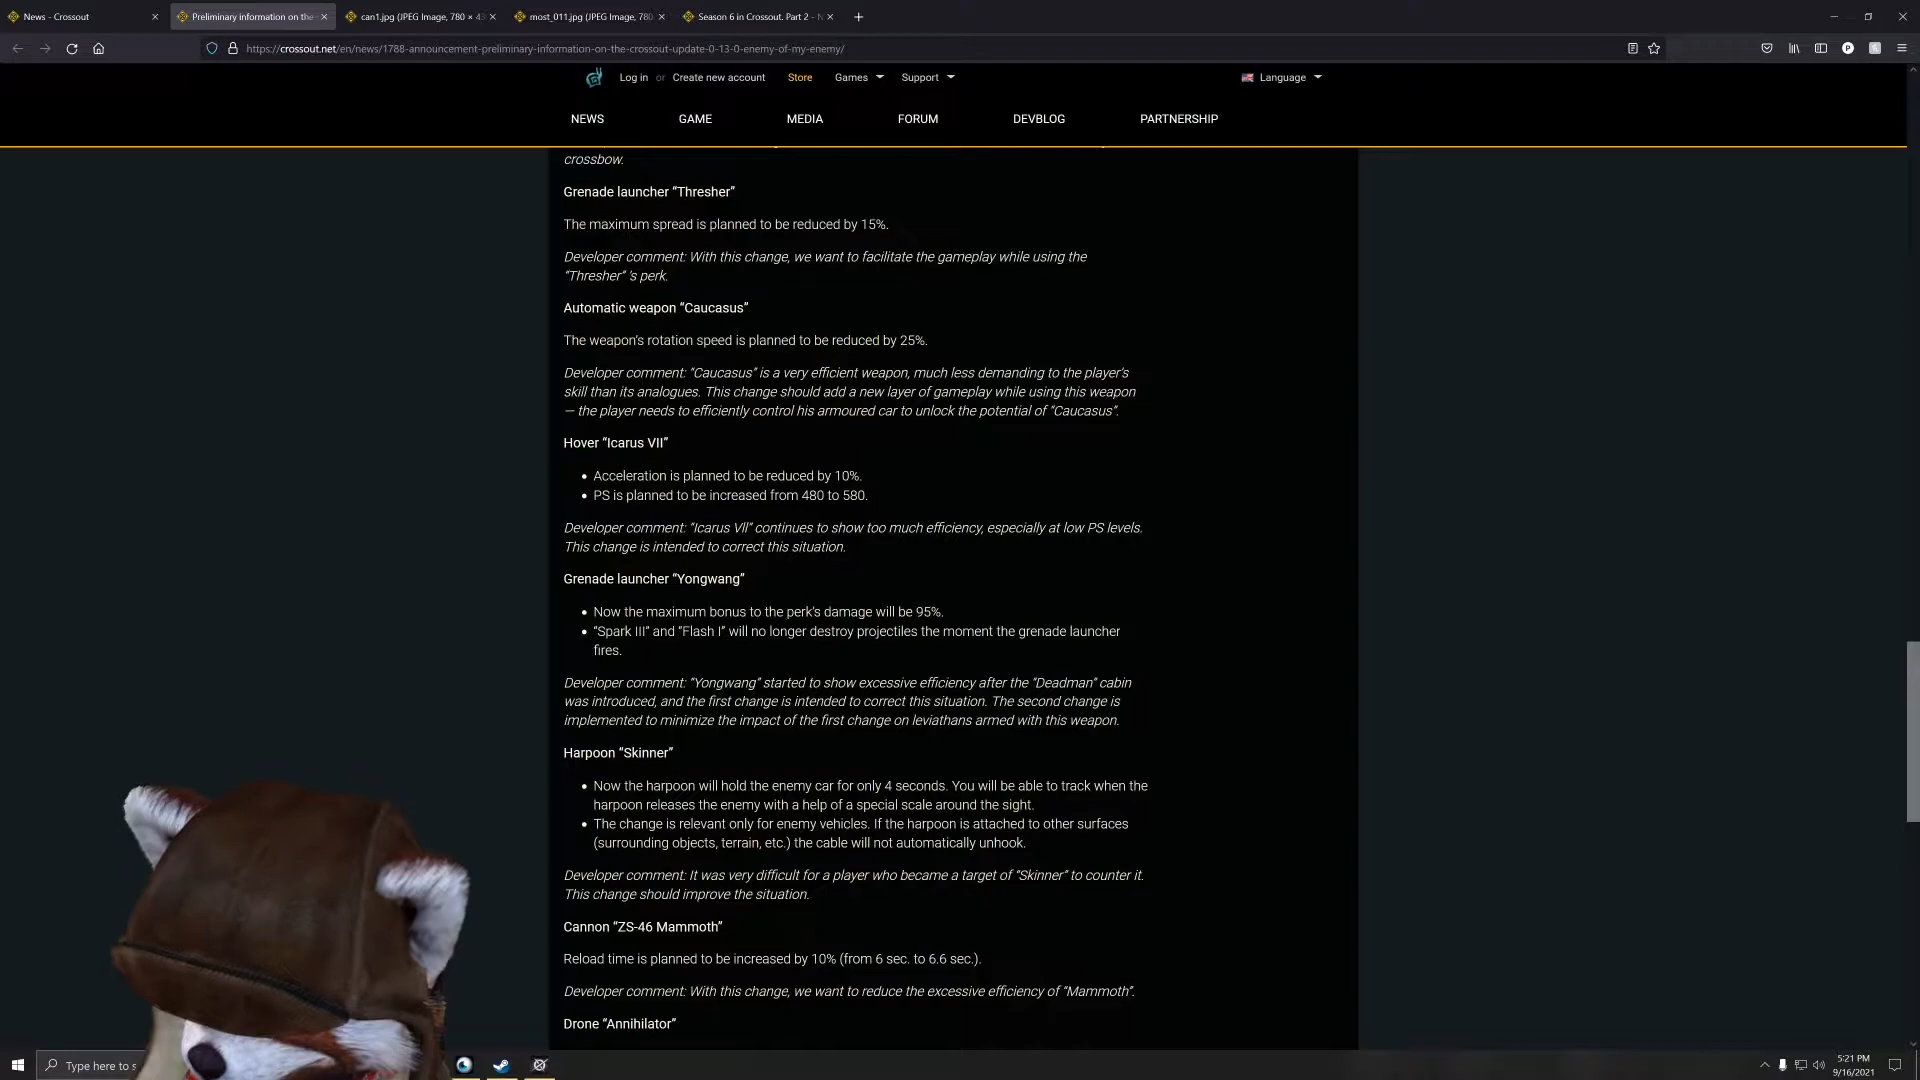 News - Crossout
Preliminary information on the
can1.jpg (JPEG Image, 780 × 43
most_011.jpg (JPEG Image, 780
Season 6 in Crossout. Part 2 - N
https://crossout.net/en/news/1788-announcement-preliminary-information-on-the-crossout-update-0-13-0-enemy-of-my-enemy/
Log in or Create new account Store Games Support Language
NEWS GAME MEDIA FORUM DEVBLOG PARTNERSHIP
crossbow.
Grenade launcher “Thresher”
The maximum spread is planned to be reduced by 15%.
Developer comment: With this change, we want to facilitate the gameplay while using the
“Thresher” ‘s perk.
Automatic weapon “Caucasus”
The weapon’s rotation speed is planned to be reduced by 25%.
Developer comment: “Caucasus” is a very efficient weapon, much less demanding to the player’s
skill than its analogues. This change should add a new layer of gameplay while using this weapon
— the player needs to efficiently control his armoured car to unlock the potential of “Caucasus”.
Hover “Icarus VII”
• Acceleration is planned to be reduced by 10%.
• PS is planned to be increased from 480 to 580.
Developer comment: “Icarus VII” continues to show too much efficiency, especially at low PS levels.
This change is intended to correct this situation.
Grenade launcher “Yongwang”
• Now the maximum bonus to the perk’s damage will be 95%.
• “Spark III” and “Flash I” will no longer destroy projectiles the moment the grenade launcher
fires.
Developer comment: “Yongwang” started to show excessive efficiency after the “Deadman” cabin
was introduced, and the first change is intended to correct this situation. The second change is
implemented to minimize the impact of the first change on leviathans armed with this weapon.
Harpoon “Skinner”
• Now the harpoon will hold the enemy car for only 4 seconds. You will be able to track when the
harpoon releases the enemy with a help of a special scale around the sight.
• The change is relevant only for enemy vehicles. If the harpoon is attached to other surfaces
(surrounding objects, terrain, etc.) the cable will not automatically unhook.
Developer comment: It was very difficult for a player who became a target of “Skinner” to counter it.
This change should improve the situation.
Cannon “ZS-46 Mammoth”
Reload time is planned to be increased by 10% (from 6 sec. to 6.6 sec.).
Developer comment: With this change, we want to reduce the excessive efficiency of “Mammoth”.
Drone “Annihilator”
Type here to s
5:21 PM
9/16/2021